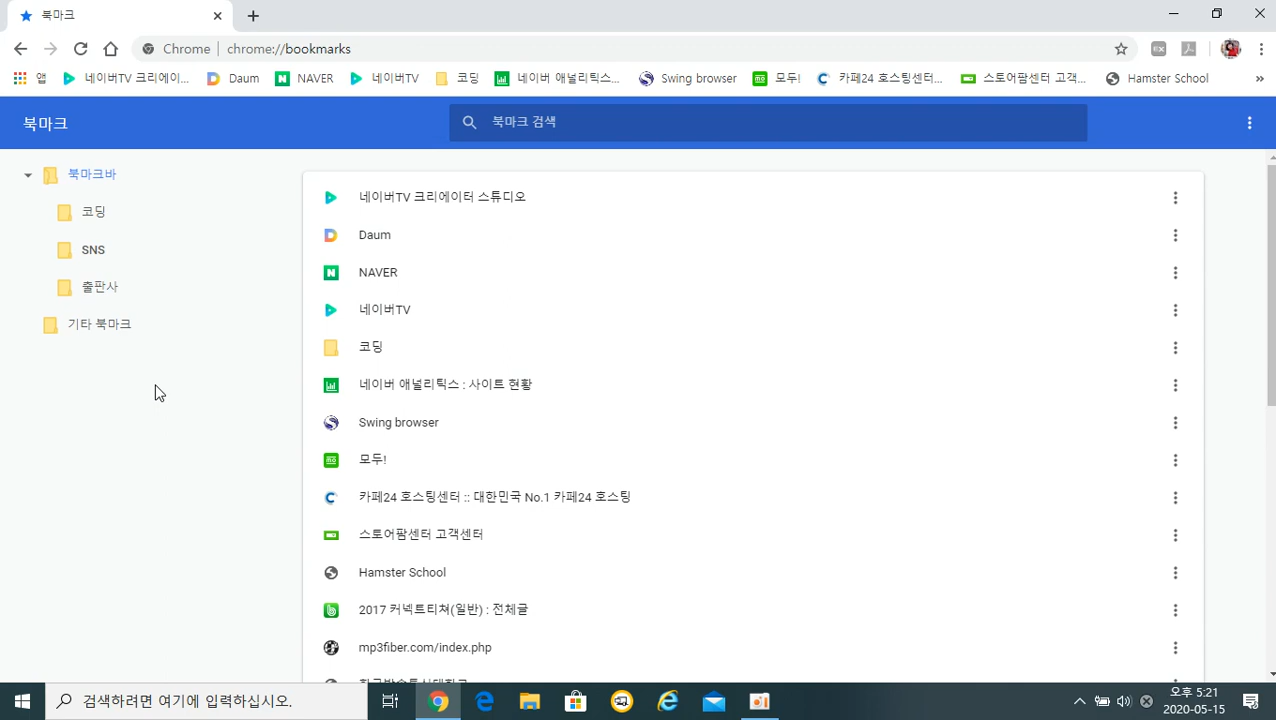 북마크
Chrome | chrome://bookmarks
앱 네이버TV 크리에이... Daum NAVER 네이버TV 코딩 네이버 애널리틱스... Swing browser 모두! 카페24 호스팅센터... 스토어팜센터 고객... Hamster School »
북마크
북마크 검색
북마크바
코딩
SNS
출판사
기타 북마크
네이버TV 크리에이터 스튜디오
Daum
NAVER
네이버TV
코딩
네이버 애널리틱스 : 사이트 현황
Swing browser
모두!
카페24 호스팅센터 :: 대한민국 No.1 카페24 호스팅
스토어팜센터 고객센터
Hamster School
2017 커넥트티쳐(일반) : 전체글
mp3fiber.com/index.php
검색하려면 여기에 입력하십시오.
오후 5:21
2020-05-15